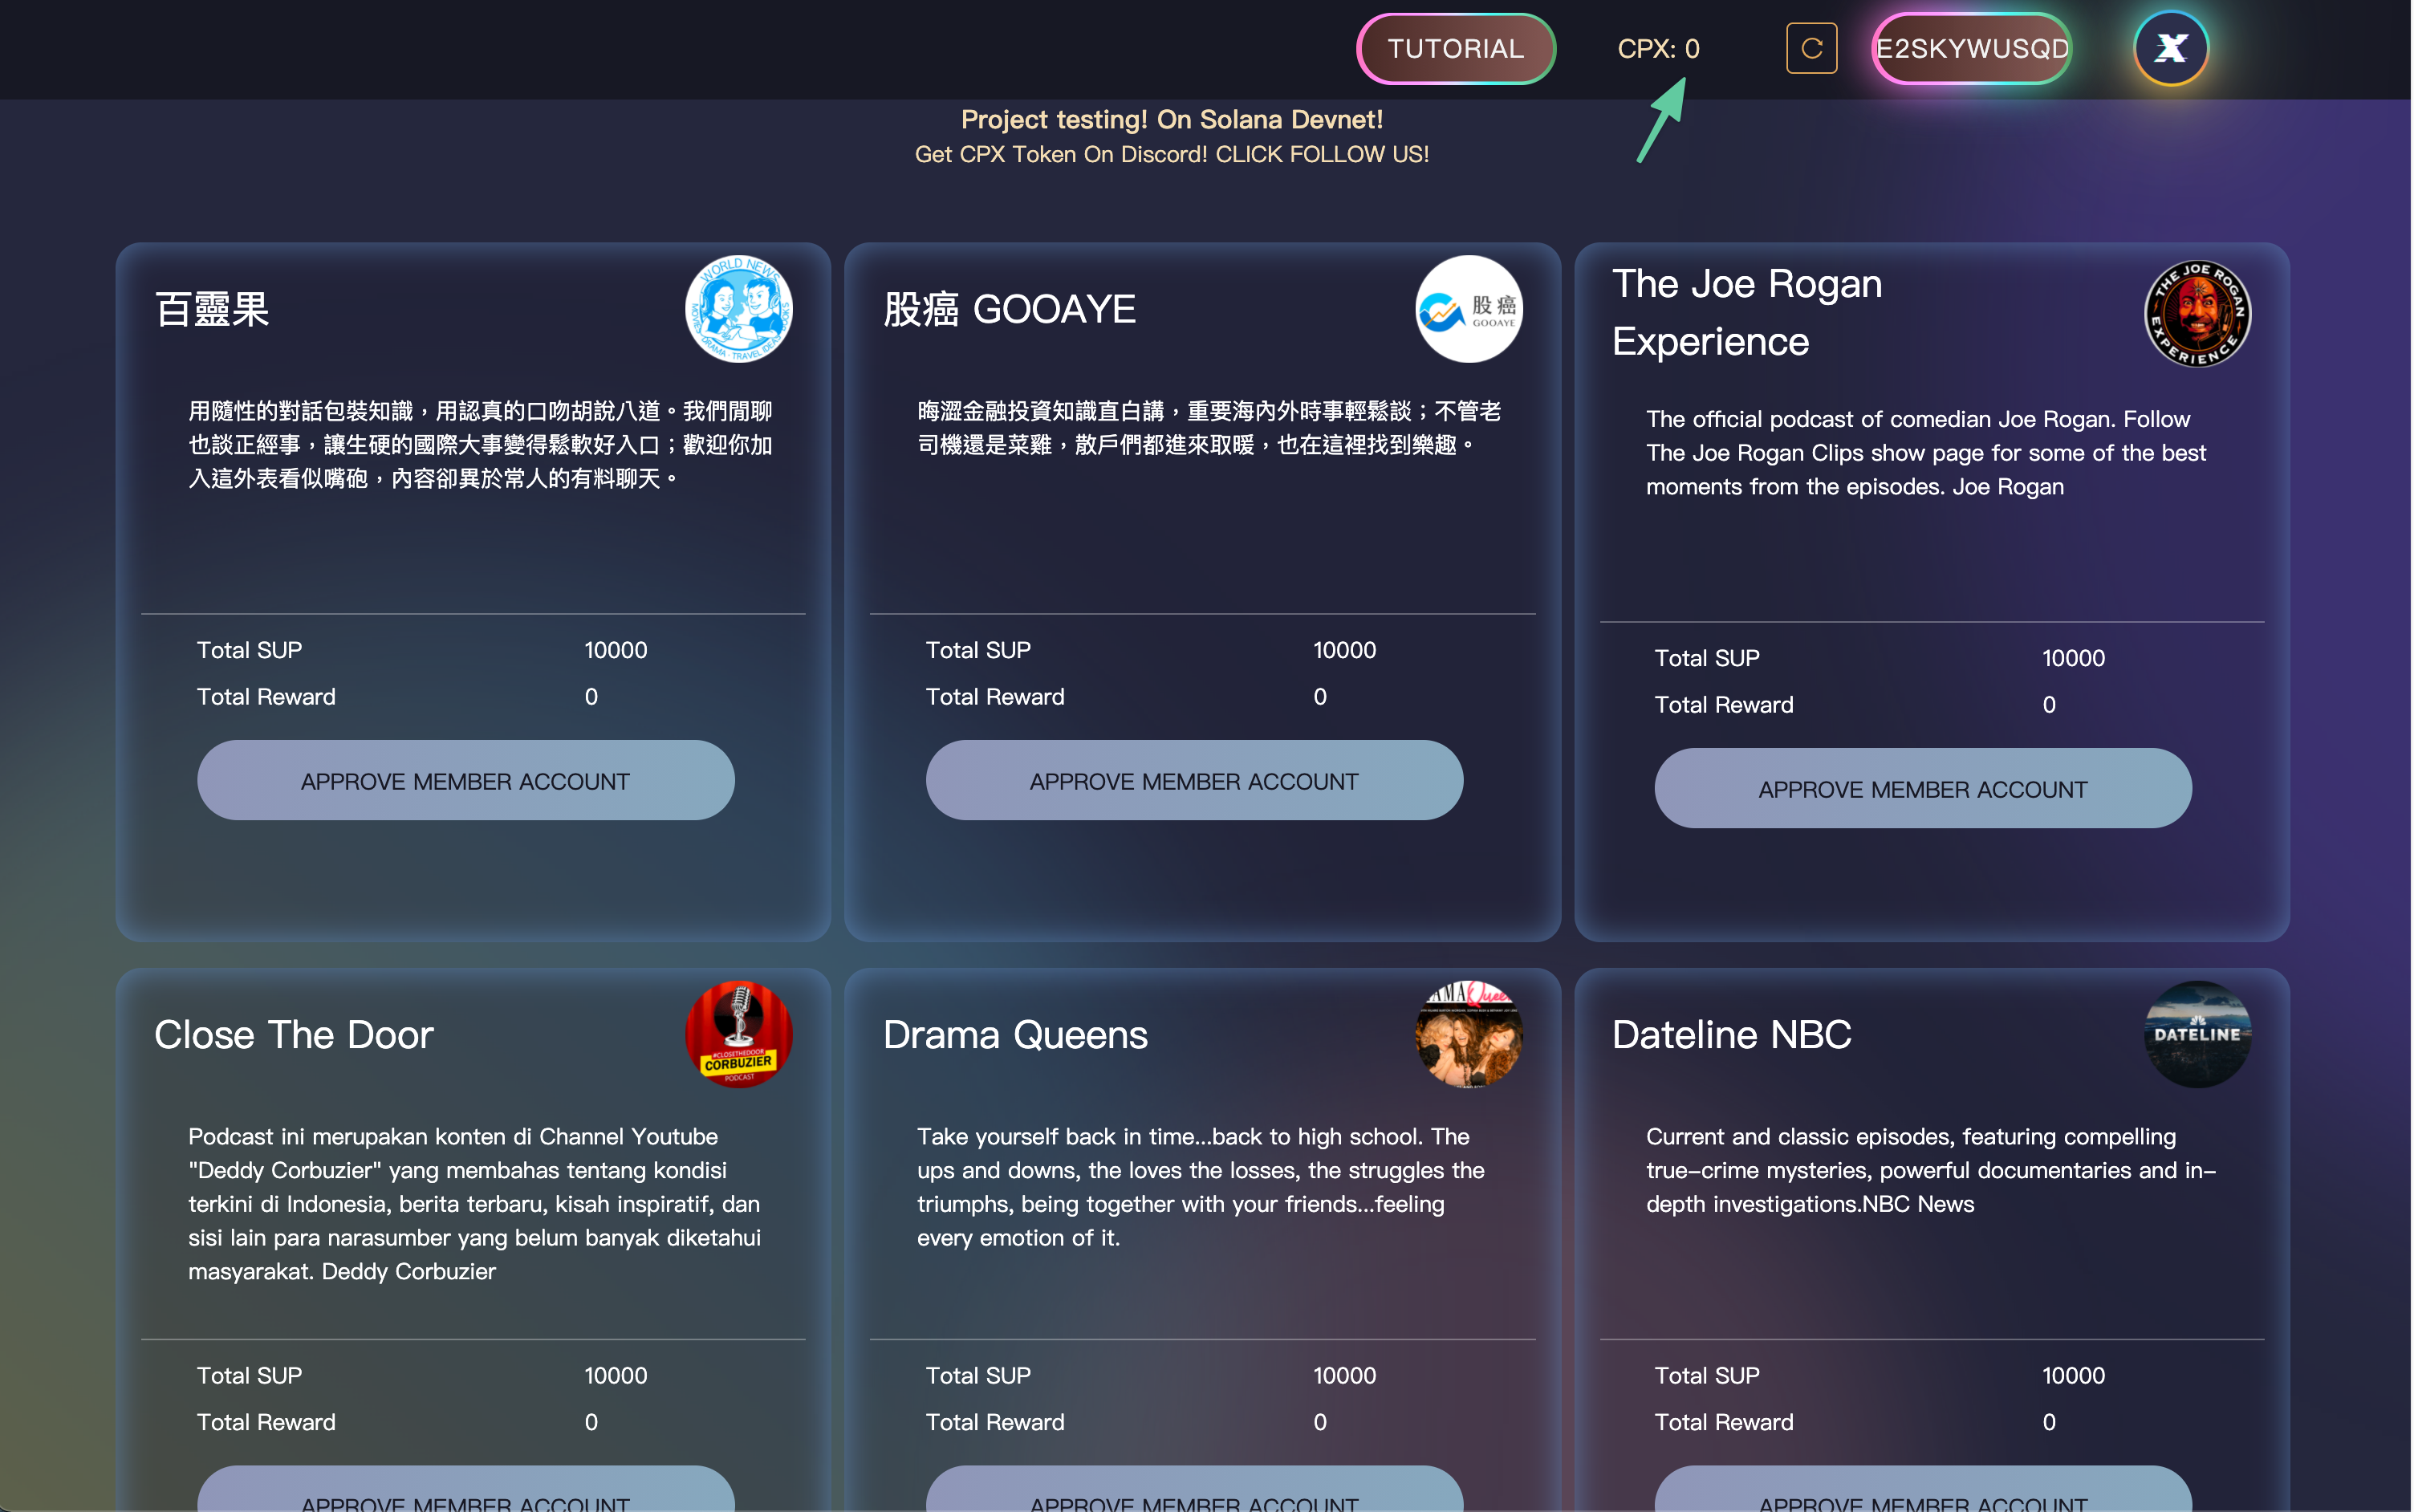 TUTORIAL
CPX: 0
E2SKYWUSQD
X
Project testing! On Solana Devnet!
Get CPX Token On Discord! CLICK FOLLOW US!
百靈果
WORLD NEWS
MOVIES
BOOKS
DRAMA · TRAVEL IDEAS
用隨性的對話包裝知識，用認真的口吻胡說八道。我們閒聊
也談正經事，讓生硬的國際大事變得鬆軟好入口；歡迎你加
入這外表看似嘴砲，內容卻異於常人的有料聊天。
Total SUP 10000
Total Reward 0
APPROVE MEMBER ACCOUNT
股癌 GOOAYE
股癌
GOOAYE
晦澀金融投資知識直白講，重要海內外時事輕鬆談；不管老
司機還是菜雞，散戶們都進來取暖，也在這裡找到樂趣。
Total SUP 10000
Total Reward 0
APPROVE MEMBER ACCOUNT
The Joe Rogan
Experience
THE JOE ROGAN
EXPERIENCE
The official podcast of comedian Joe Rogan. Follow
The Joe Rogan Clips show page for some of the best
moments from the episodes. Joe Rogan
Total SUP 10000
Total Reward 0
APPROVE MEMBER ACCOUNT
Close The Door
#CLOSETHEDOOR
CORBUZIER
PODCAST
Podcast ini merupakan konten di Channel Youtube
"Deddy Corbuzier" yang membahas tentang kondisi
terkini di Indonesia, berita terbaru, kisah inspiratif, dan
sisi lain para narasumber yang belum banyak diketahui
masyarakat. Deddy Corbuzier
Total SUP 10000
Total Reward 0
APPROVE MEMBER ACCOUNT
Drama Queens
AMA
Queen
Take yourself back in time...back to high school. The
ups and downs, the loves the losses, the struggles the
triumphs, being together with your friends...feeling
every emotion of it.
Total SUP 10000
Total Reward 0
APPROVE MEMBER ACCOUNT
Dateline NBC
DATELINE
Current and classic episodes, featuring compelling
true-crime mysteries, powerful documentaries and in-
depth investigations.NBC News
Total SUP 10000
Total Reward 0
APPROVE MEMBER ACCOUNT